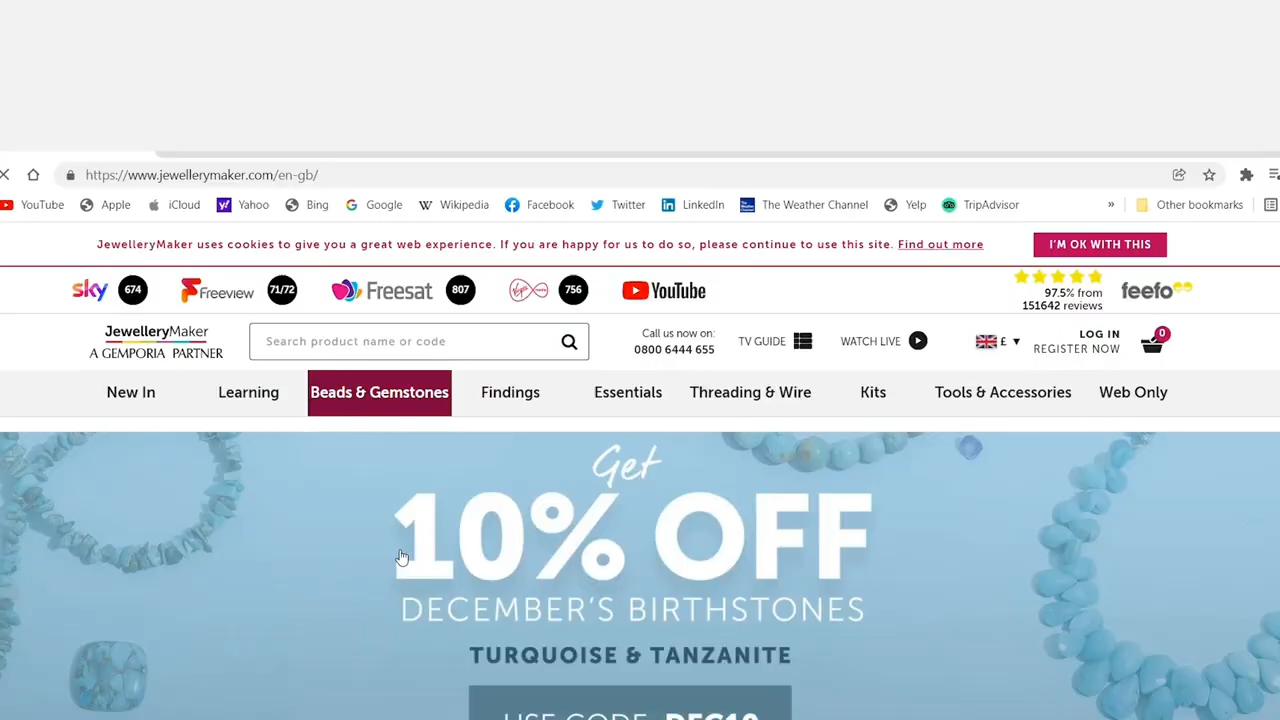 https://www.jewellerymaker.com/en-gb/
YouTube Apple iCloud Yahoo Bing Google Wikipedia Facebook Twitter LinkedIn The Weather Channel Yelp TripAdvisor » Other bookmarks
JewelleryMaker uses cookies to give you a great web experience. If you are happy for us to do so, please continue to use this site. Find out more I'M OK WITH THIS
sky 674 Freeview 71/72 Freesat 807 Virgin media 756 YouTube
97.5% from
151642 reviews
feefo
JewelleryMaker
A GEMPORIA PARTNER
Search product name or code
Call us now on:
0800 6444 655
TV GUIDE
WATCH LIVE
£ ▼
LOG IN
REGISTER NOW
0
New In Learning Beads & Gemstones Findings Essentials Threading & Wire Kits Tools & Accessories Web Only
Get
10% OFF
DECEMBER'S BIRTHSTONES
TURQUOISE & TANZANITE
USE CODE DEC10